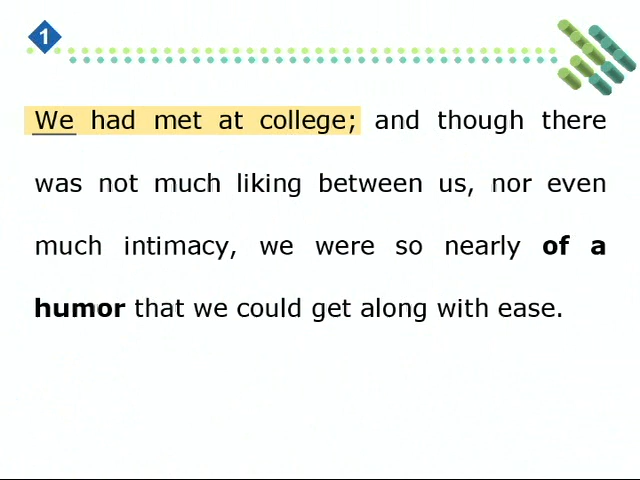 1
We had met at college; and though there
was not much liking between us, nor even
much intimacy, we were so nearly of a
humor that we could get along with ease.